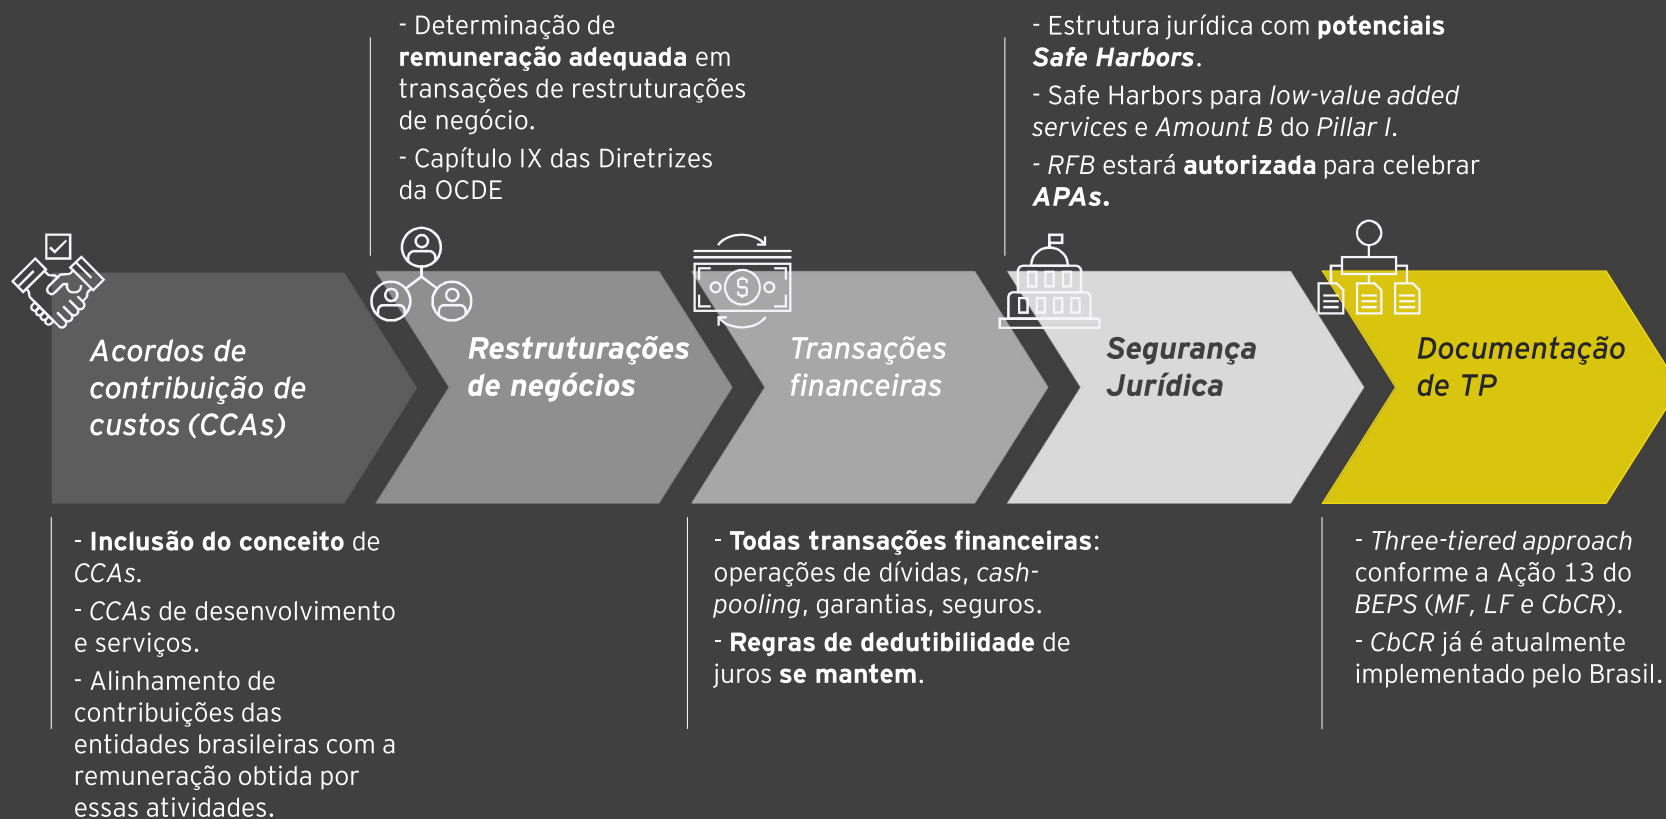 - Determinação de
remuneração adequada em
transações de restruturações
de negócio.
- Capítulo IX das Diretrizes
da OCDE
- Estrutura jurídica com potenciais
Safe Harbors.
- Safe Harbors para low-value added
services e Amount B do Pillar I.
- RFB estará autorizada para celebrar
APAs.
Acordos de
contribuição de
custos (CCAs)
Restruturações
de negócios
$
Transações
financeiras
Segurança
Jurídica
Documentação
de TP
- Inclusão do conceito de
CCAs.
- CCAs de desenvolvimento
e serviços.
- Alinhamento de
contribuições das
entidades brasileiras com a
remuneração obtida por
essas atividades.
- Todas transações financeiras:
operações de dívidas, cash-
pooling, garantias, seguros.
- Regras de dedutibilidade de
juros se mantem.
- Three-tiered approach
conforme a Ação 13 do
BEPS (MF, LF e CbCR).
- CbCR já é atualmente
implementado pelo Brasil.